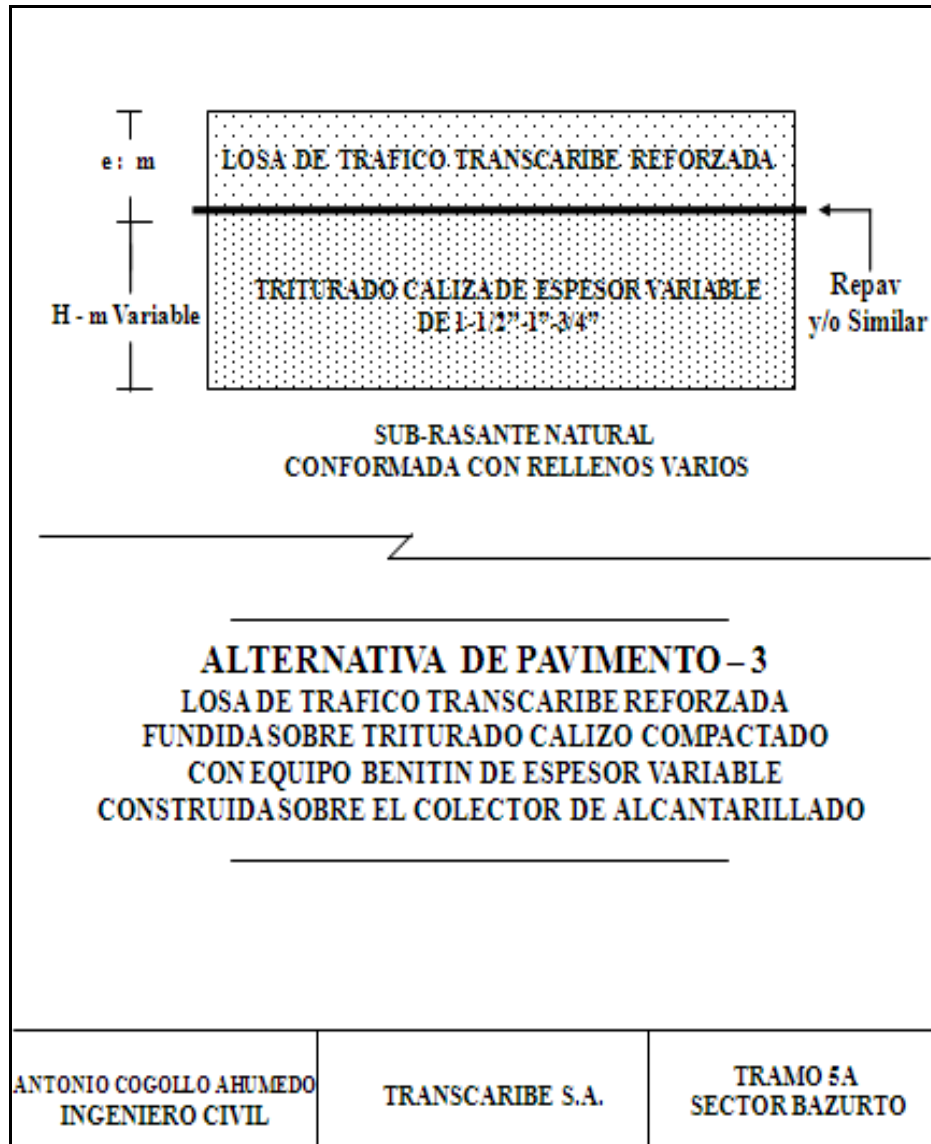 e : m
LOSA DE TRAFICO TRANSCARIBE REFORZADA
H - m Variable
TRITURADO CALIZA DE ESPESOR VARIABLE
DE 1-1/2”-1”-3/4”
Repav
y/o Similar
SUB-RASANTE NATURAL
CONFORMADA CON RELLENOS VARIOS
ALTERNATIVA DE PAVIMENTO – 3
LOSA DE TRAFICO TRANSCARIBE REFORZADA
FUNDIDA SOBRE TRITURADO CALIZO COMPACTADO
CON EQUIPO BENITIN DE ESPESOR VARIABLE
CONSTRUIDA SOBRE EL COLECTOR DE ALCANTARILLADO
ANTONIO COGOLLO AHUMEDO
INGENIERO CIVIL
TRANSCARIBE S.A.
TRAMO 5A
SECTOR BAZURTO